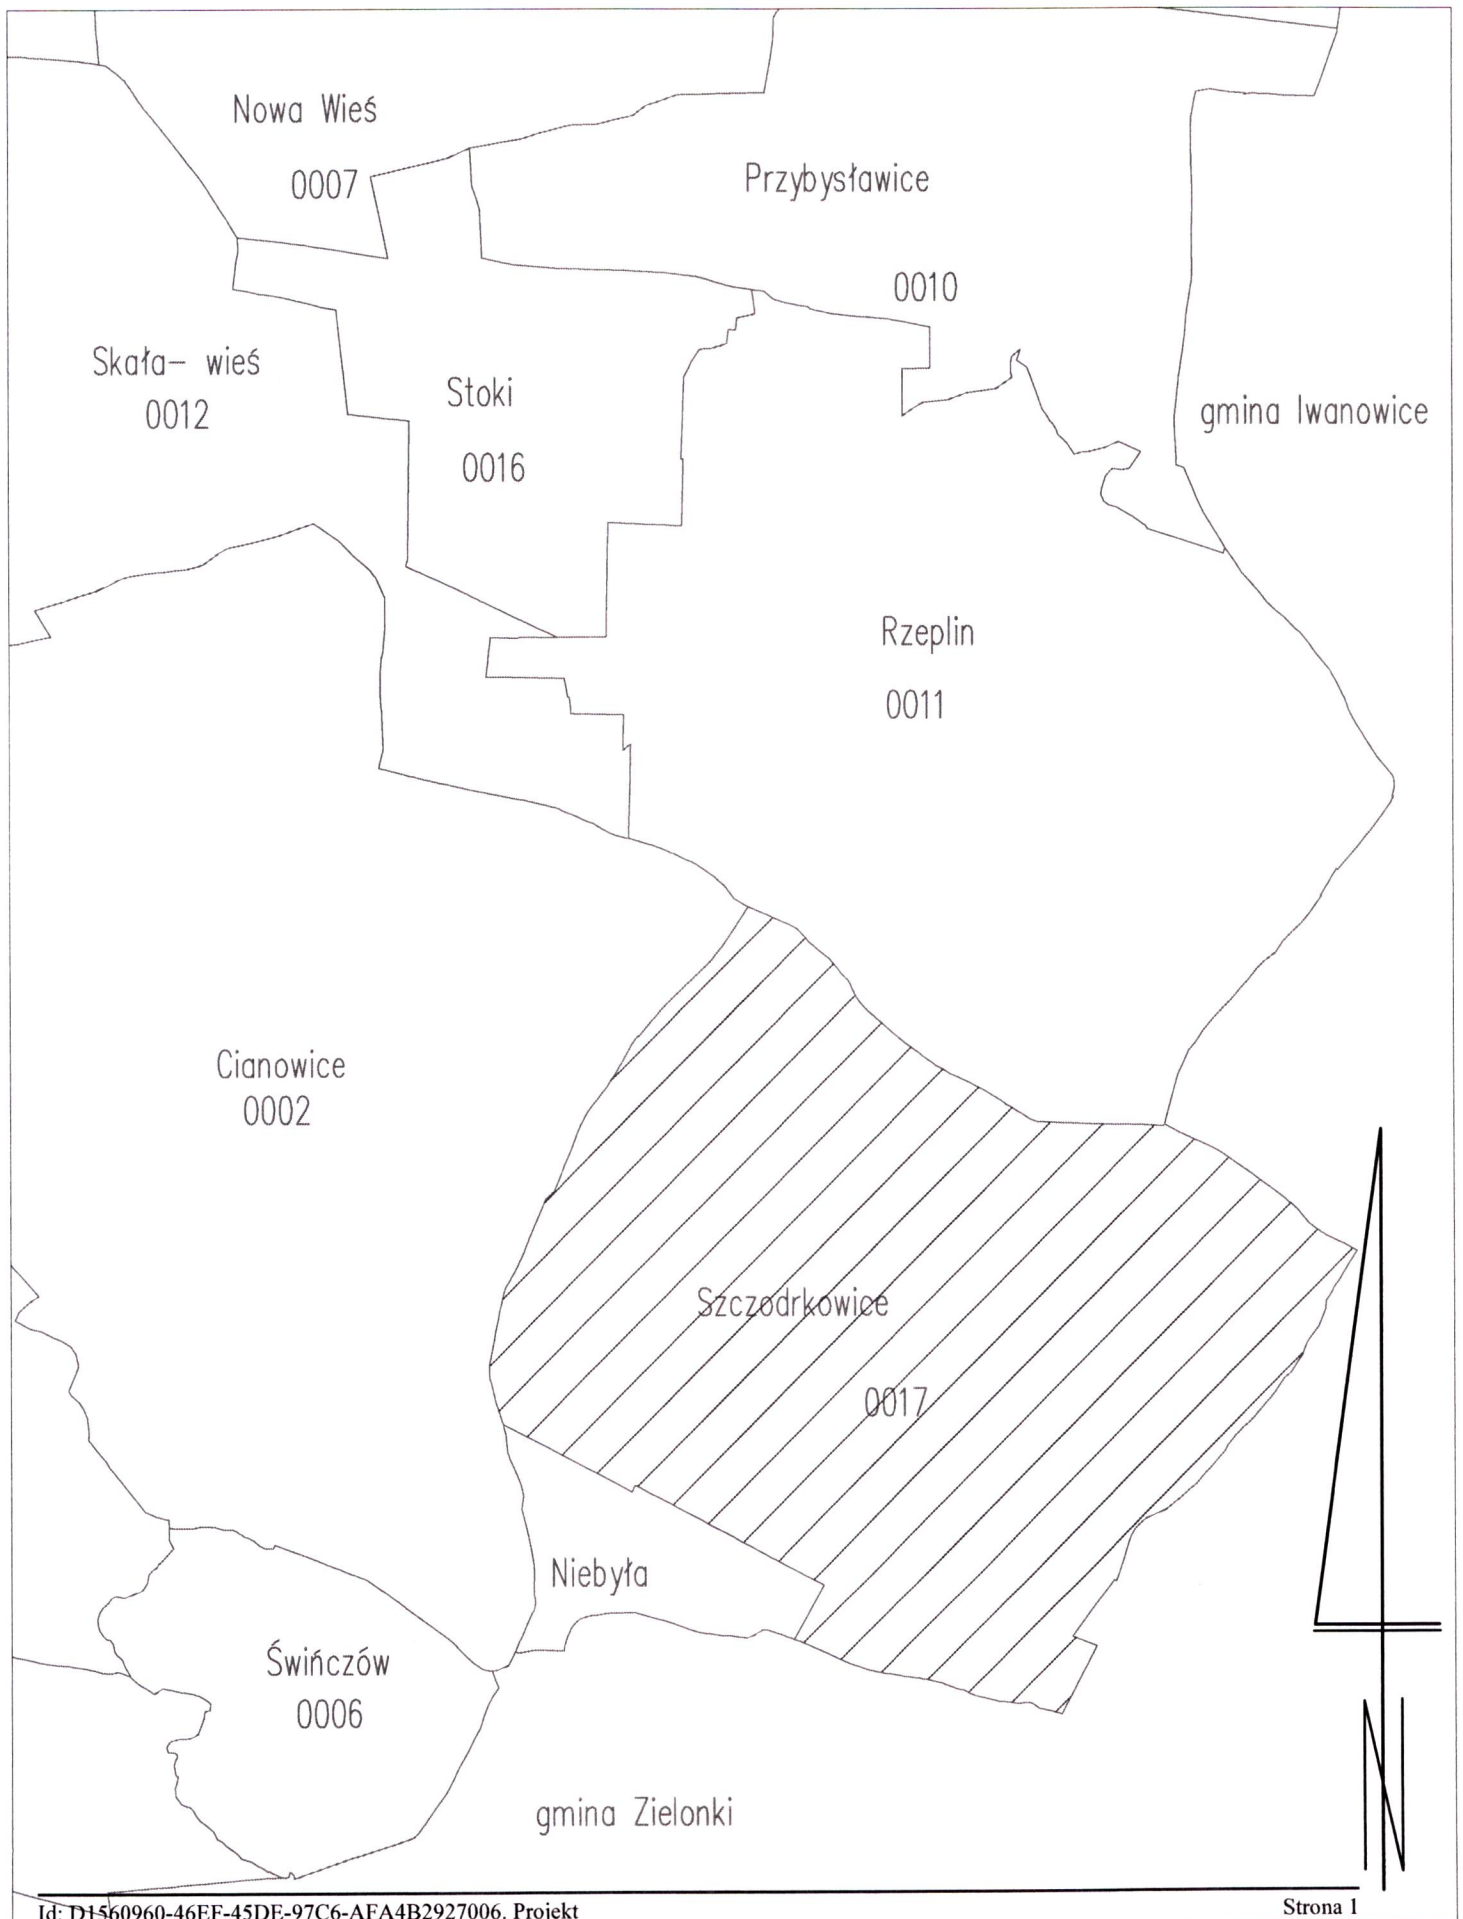 Nowa Wieś
0007
Przybysławice
0010
Skała– wieś
0012
Stoki
0016
gmina Iwanowice
Rzeplin
0011
Cianowice
0002
Szczodrkowice
0017
Niebyła
Świńczów
0006
gmina Zielonki
N
Id: D1560960-46EF-45DE-97C6-AFA4B2927006. Projekt
Strona 1